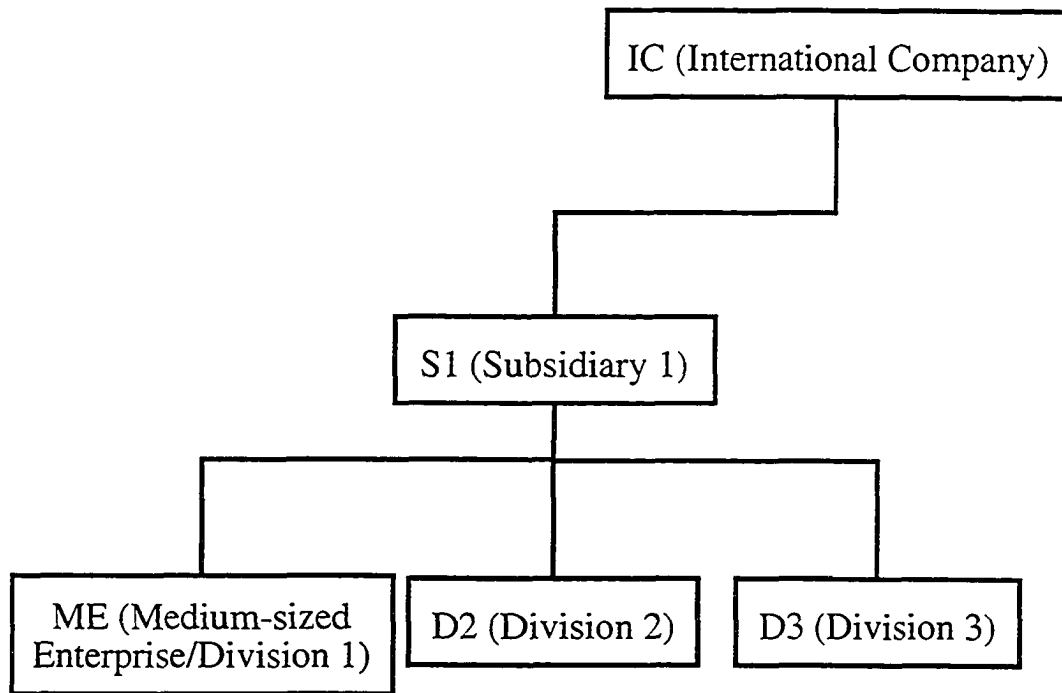 IC (International Company)
S1 (Subsidiary 1)
ME (Medium-sized
Enterprise/Division 1)
D2 (Division 2)
D3 (Division 3)